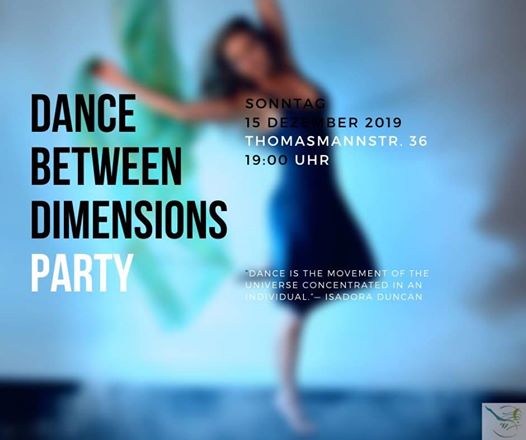 DANCE
BETWEEN
DIMENSIONS
PARTY
SONNTAG
15 DEZEMBER 2019
THOMASMANNSTR. 36
19:00 UHR
"DANCE IS THE MOVEMENT OF THE
UNIVERSE CONCENTRATED IN AN
INDIVIDUAL."— ISADORA DUNCAN